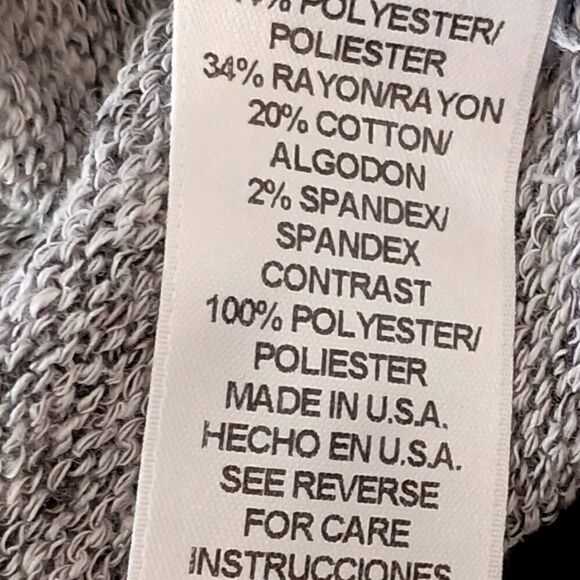 POLYESTER/
POLIESTER
34% RAYON/RAYON
20% COTTON/
ALGODON
2% SPANDEX/
SPANDEX
CONTRAST
100% POLYESTER/
POLIESTER
MADE IN U.S.A.
HECHO EN U.S.A.
SEE REVERSE
FOR CARE
INSTRUCCIONES